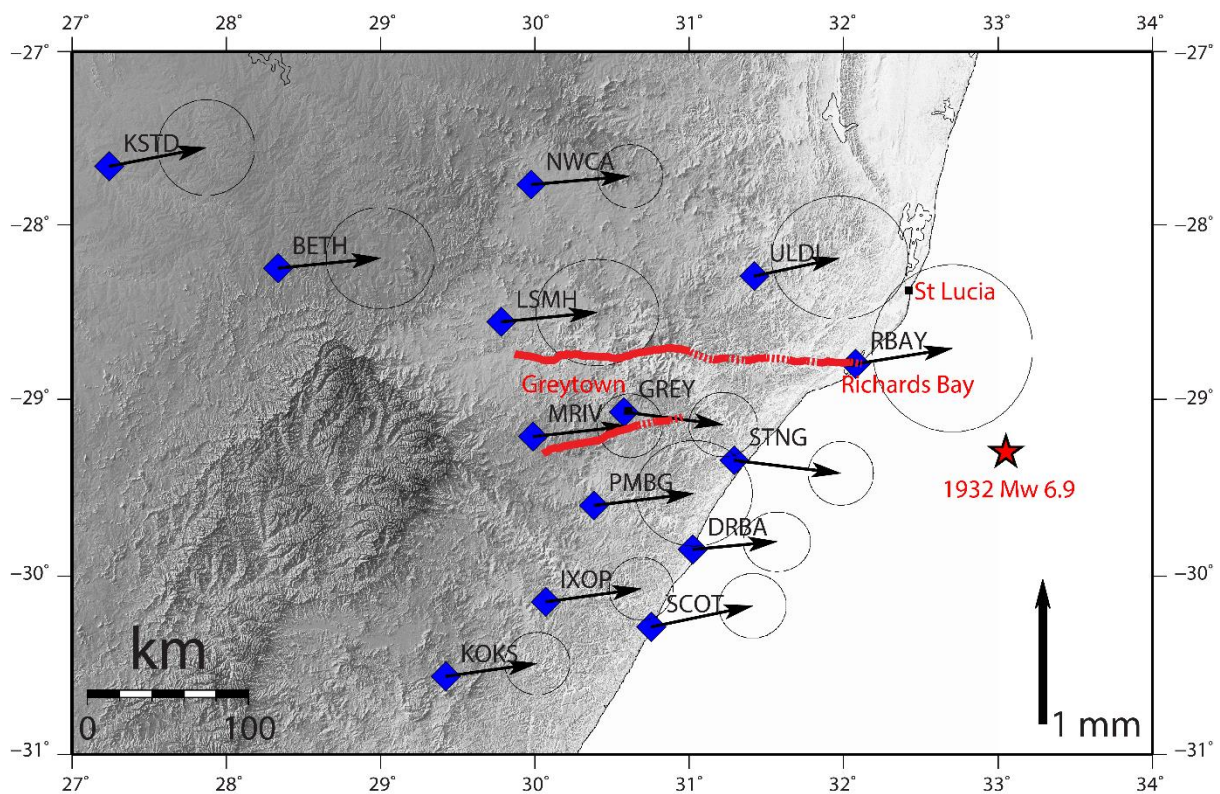 27° 28° 29° 30° 31° 32° 33° 34°
−27° −27°
KSTD NWCA
−28° −28°
BETH ULDI
LSMH St Lucia
RBAY
Greytown GREY Richards Bay
−29° −29°
MRIV
STNG
PMBG 1932 Mw 6.9
DRBA
−30° −30°
IXOP
SCOT
km KOKS
0 100 1 mm
−31° −31°
27° 28° 29° 30° 31° 32° 33° 34°